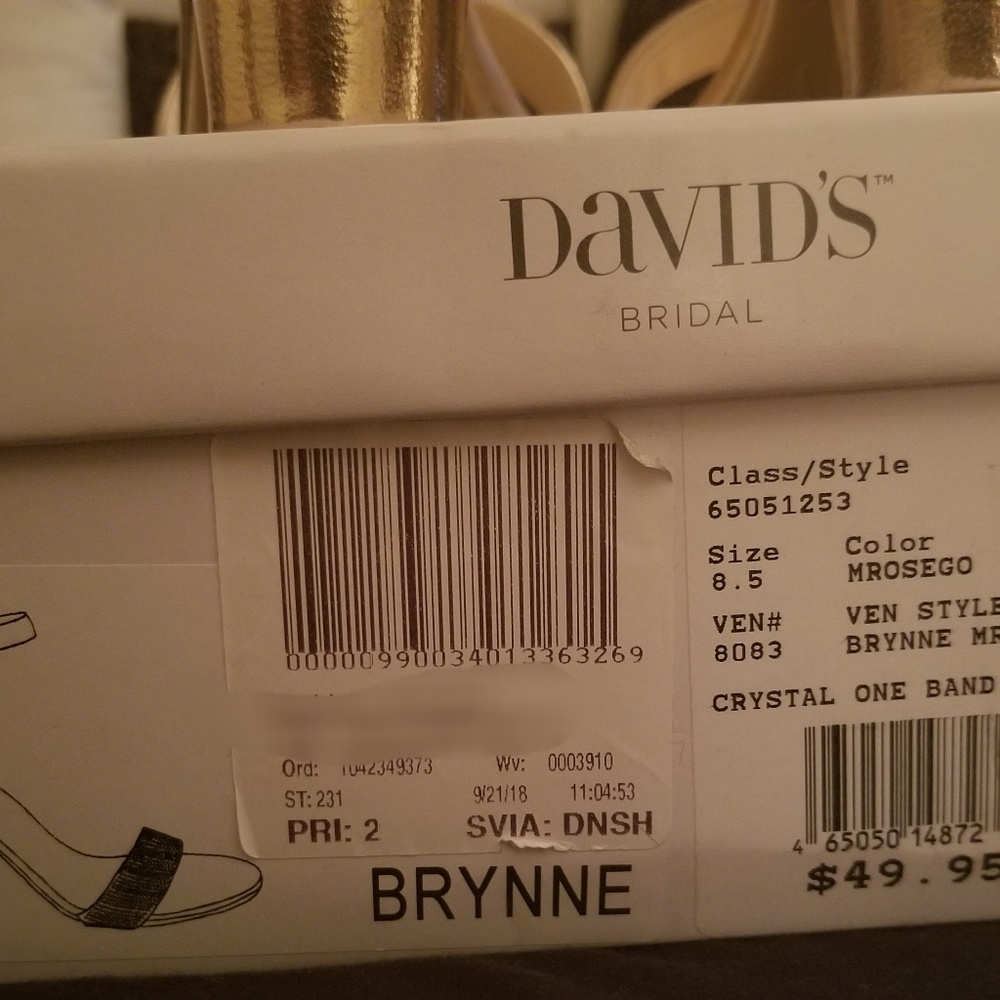 DaVID'S™
BRIDAL
00000990034013363269
Ord: 1042349373 Wv: 0003910
ST: 231 9/21/18 11:04:53
PRI: 2 SVIA: DNSH
BRYNNE
Class/Style
65051253
Size Color
8.5 MROSEGO
VEN# VEN STYLE
8083 BRYNNE MR
CRYSTAL ONE BAND
4 65050 14872
$49.95